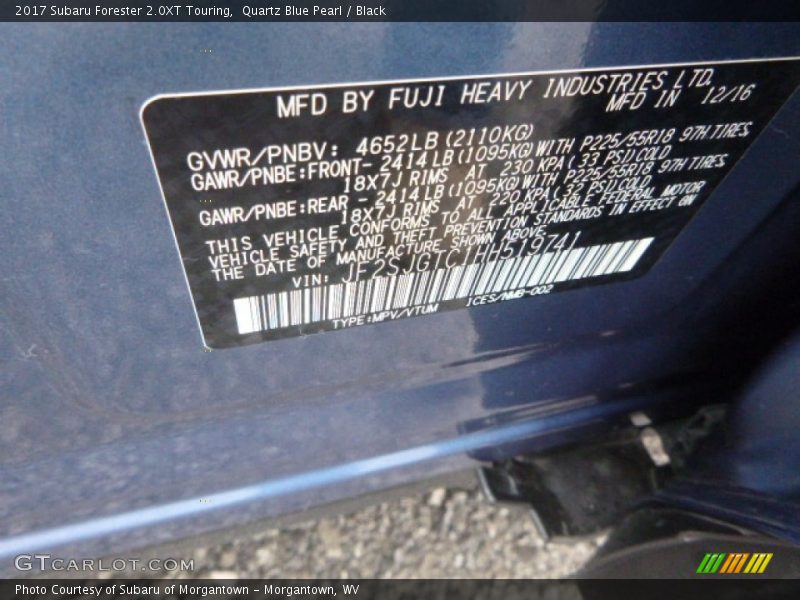 2017 Subaru Forester 2.0XT Touring, Quartz Blue Pearl / Black
MFD BY FUJI HEAVY INDUSTRIES LTD.
MFD IN 12/16
GVWR/PNBV: 4652LB (2110KG)
GAWR/PNBE:FRONT- 2414LB (1095KG) WITH P225/55R18 97H TIRES
18X7J RIMS AT 230 KPA ( 33 PSI) COLD
GAWR/PNBE:REAR - 2414LB (1095KG) WITH P225/55R18 97H TIRES
18X7J RIMS AT 220 KPA ( 32 PSI) COLD
THIS VEHICLE CONFORMS TO ALL APPLICABLE FEDERAL MOTOR
VEHICLE SAFETY AND THEFT PREVENTION STANDARDS IN EFFECT ON
THE DATE OF MANUFACTURE SHOWN ABOVE.
VIN: JF2SJGTC1HH519741
TYPE:MPV/VTUM ICES/NMB-002
GTCARLOT.COM
Photo Courtesy of Subaru of Morgantown - Morgantown, WV